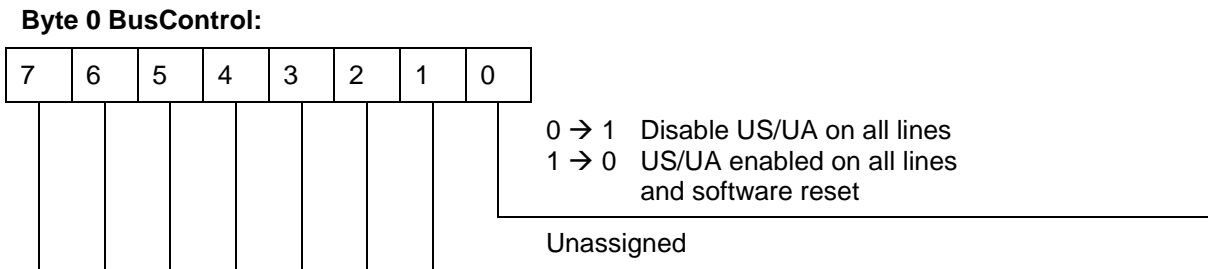 Byte 0 BusControl:
7 6 5 4 3 2 1 0
0 → 1 Disable US/UA on all lines
1 → 0 US/UA enabled on all lines
and software reset
Unassigned